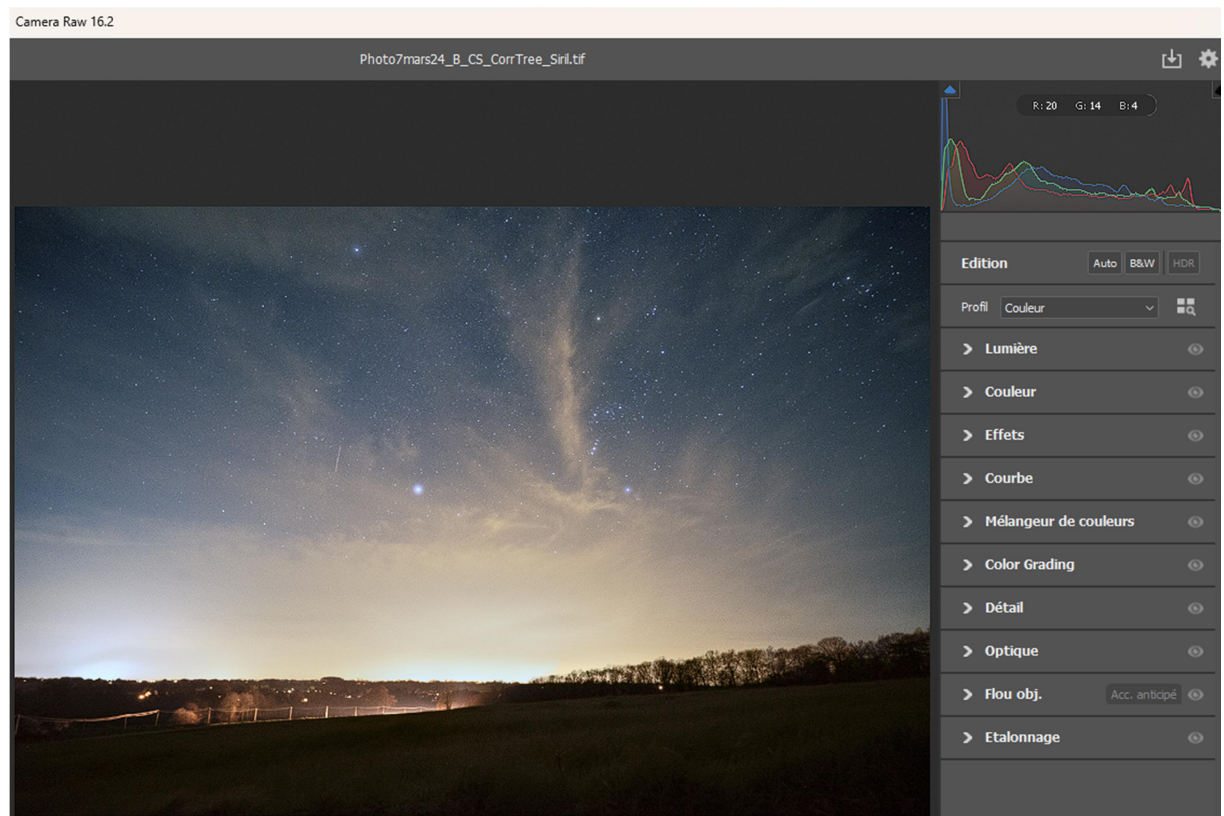 Camera Raw 16.2
Photo7mars24_B_CS_CorrTree_Siril.tif
R: 20 G: 14 B: 4
Edition Auto B&W HDR
Profil Couleur
Lumière
Couleur
Effets
Courbe
Mélangeur de couleurs
Color Grading
Détail
Optique
Flou obj. Acc. anticipé
Etalonnage